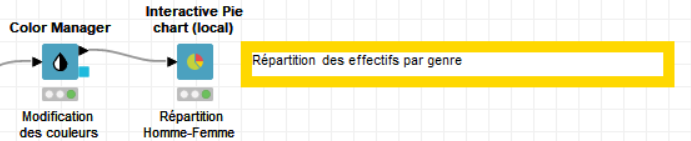 Color Manager
Interactive Pie
chart (local)
Répartition des effectifs par genre
Modification
des couleurs
Répartition
Homme-Femme